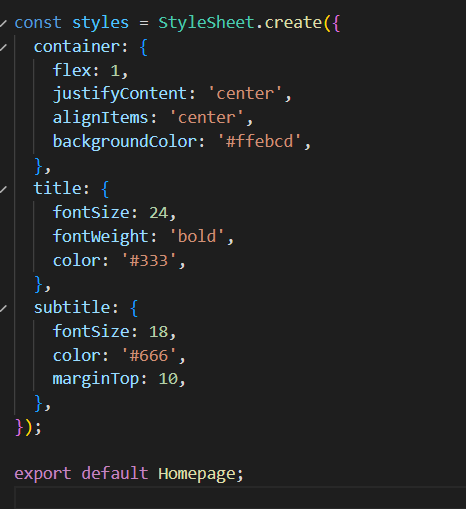 const styles = StyleSheet.create({
  container: {
    flex: 1,
    justifyContent: 'center',
    alignItems: 'center',
    backgroundColor: '#ffebcd',
  },
  title: {
    fontSize: 24,
    fontWeight: 'bold',
    color: '#333',
  },
  subtitle: {
    fontSize: 18,
    color: '#666',
    marginTop: 10,
  },
});

export default Homepage;